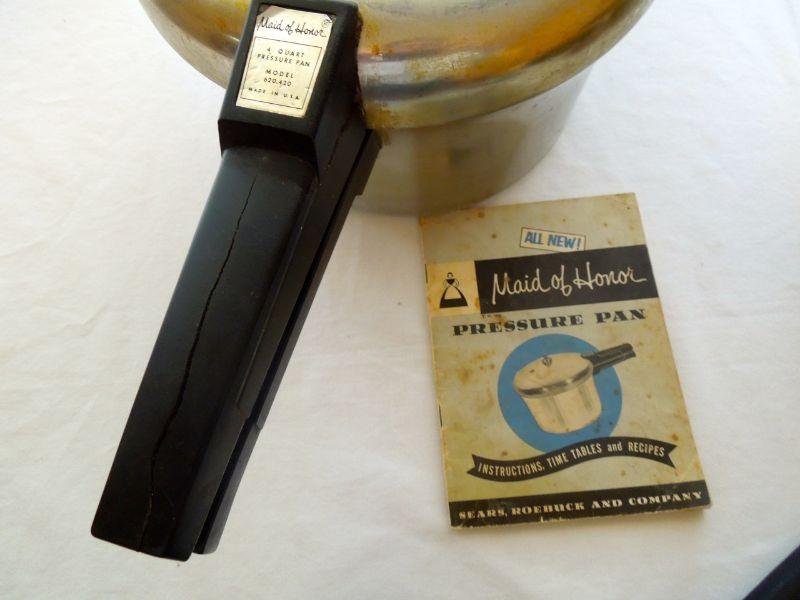 Maid of Honor
4 QUART
PRESSURE PAN
MODEL
620.420
MADE IN U.S.A.
ALL NEW!
Maid of Honor
PRESSURE PAN
INSTRUCTIONS, TIME TABLES and RECIPES
SEARS, ROEBUCK AND COMPANY